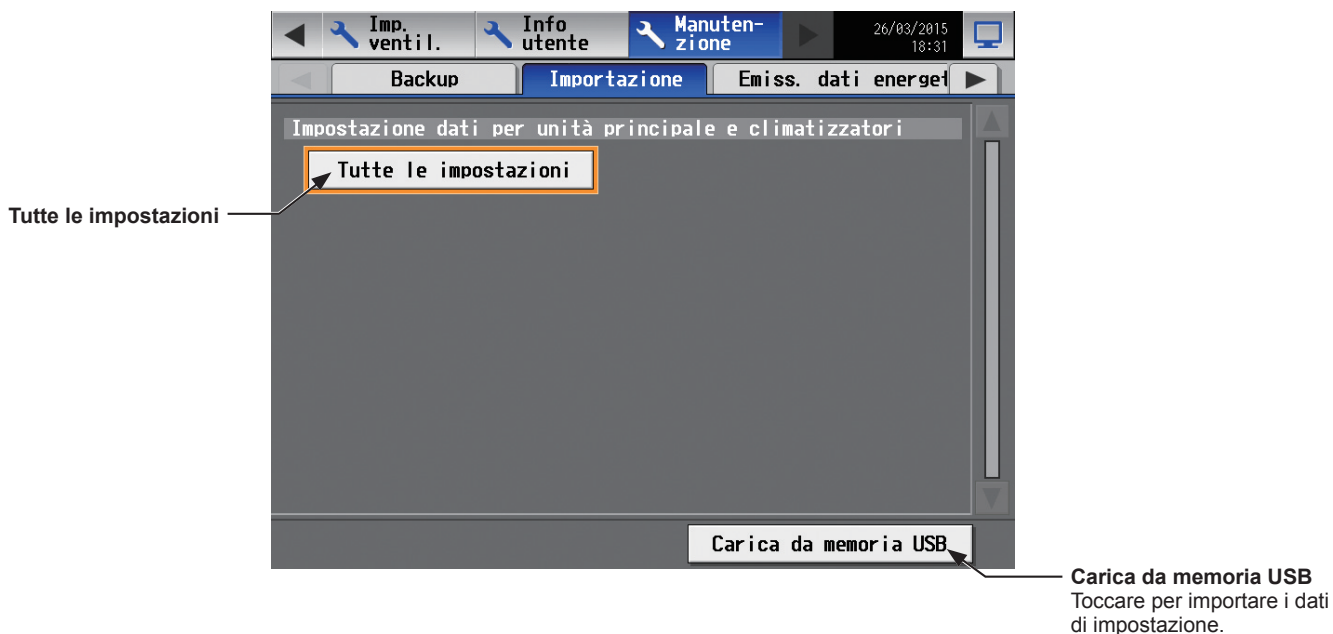 Imp.
ventil.
Info
utente
Manuten-
zione
26/03/2015
18:31
Backup
Importazione
Emiss. dati energet
Impostazione dati per unità principale e climatizzatori
Tutte le impostazioni
Tutte le impostazioni
Carica da memoria USB
Carica da memoria USB
Toccare per importare i dati
di impostazione.